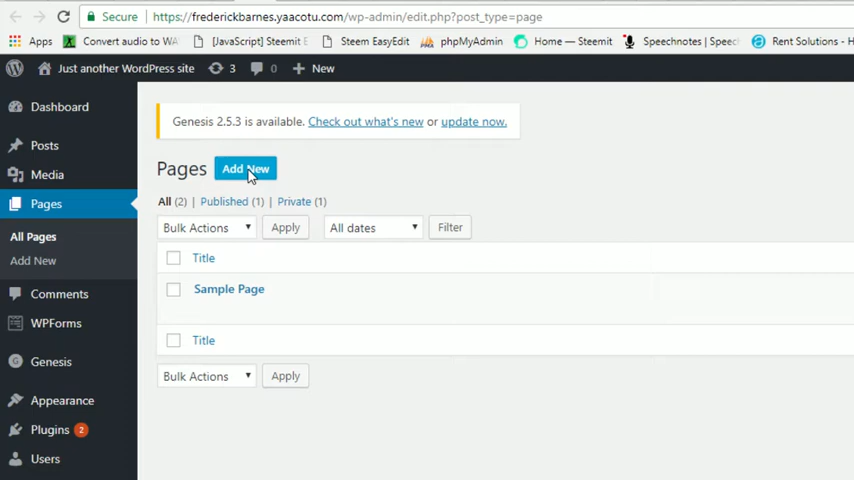 Secure https://frederickbarnes.yaacotu.com/wp-admin/edit.php?post_type=page
Apps Convert audio to WA [JavaScript] Steemit E Steem EasyEdit phpMyAdmin Home — Steemit Speechnotes | Speech Rent Solutions - H
Just another WordPress site 3 0 New
Dashboard
Genesis 2.5.3 is available. Check out what's new or update now.
Posts
Media
Pages Add New
Pages
All (2) | Published (1) | Private (1)
Bulk Actions Apply All dates Filter
All Pages
Add New
Title
Sample Page
Comments
WPForms
Title
Genesis
Bulk Actions Apply
Appearance
Plugins 2
Users